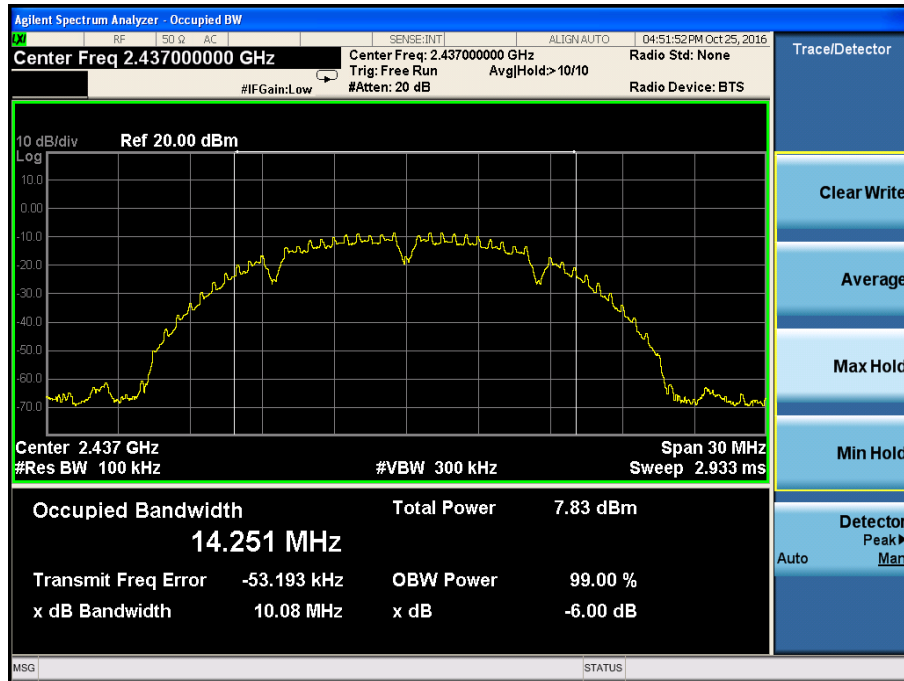 Agilent Spectrum Analyzer - Occupied BW
LXI RF 50 Ω AC SENSE:INT ALIGN AUTO 04:51:52 PM Oct 25, 2016
Center Freq 2.437000000 GHz Center Freq: 2.437000000 GHz Radio Std: None Trace/Detector
Trig: Free Run Avg|Hold:> 10/10
#IFGain:Low #Atten: 20 dB Radio Device: BTS
10 dB/div Ref 20.00 dBm
Log
10.0
0.00
-10.0
-20.0
-30.0
-40.0
-50.0
-60.0
-70.0
Clear Write
Average
Max Hold
Min Hold
Center 2.437 GHz Span 30 MHz
#Res BW 100 kHz #VBW 300 kHz Sweep 2.933 ms
Occupied Bandwidth Total Power 7.83 dBm
14.251 MHz
Transmit Freq Error -53.193 kHz OBW Power 99.00 %
x dB Bandwidth 10.08 MHz x dB -6.00 dB
Detector
Peak▶
Auto Man
MSG STATUS